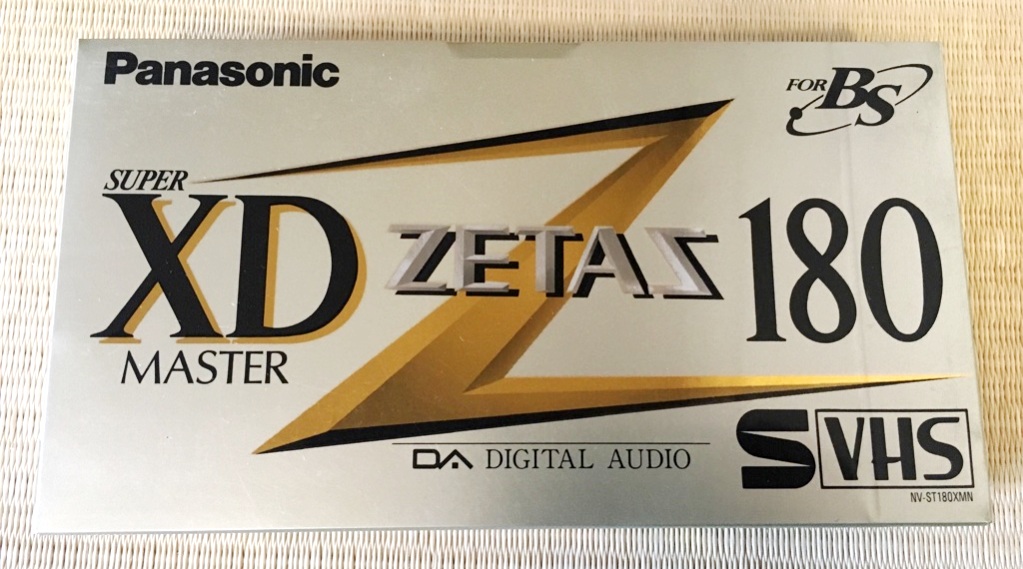 Panasonic
FOR BS
SUPER
XD
MASTER
ZETAS
180
DA DIGITAL AUDIO
S VHS
NV-ST180XMN